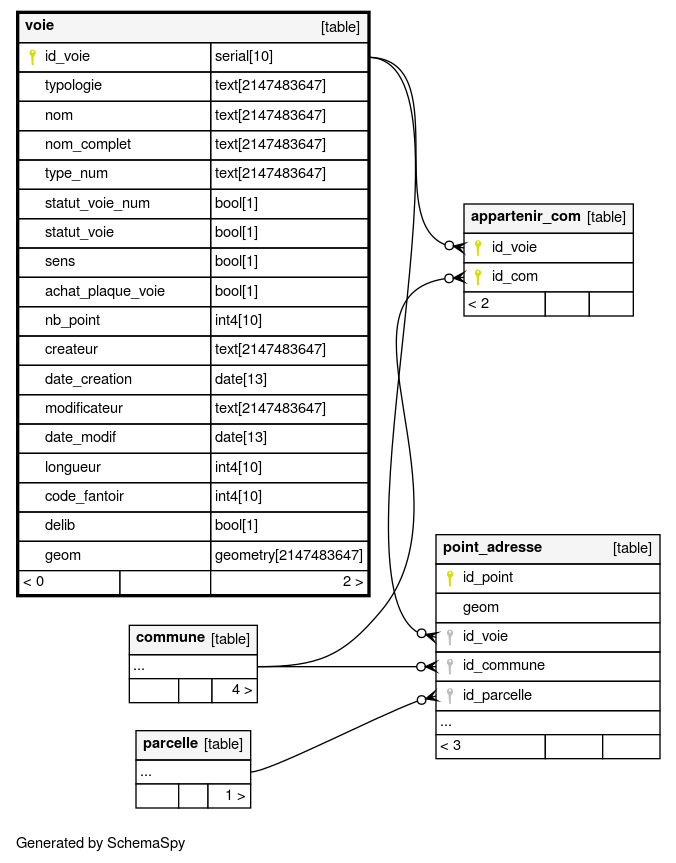 voie [table]
id_voie serial[10]
typologie text[2147483647]
nom text[2147483647]
nom_complet text[2147483647]
type_num text[2147483647]
statut_voie_num bool[1]
statut_voie bool[1]
sens bool[1]
achat_plaque_voie bool[1]
nb_point int4[10]
createur text[2147483647]
date_creation date[13]
modificateur text[2147483647]
date_modif date[13]
longueur int4[10]
code_fantoir int4[10]
delib bool[1]
geom geometry[2147483647]
< 0 2 >
appartenir_com [table]
id_voie
id_com
< 2
point_adresse [table]
id_point
geom
id_voie
id_commune
id_parcelle
...
< 3
commune [table]
...
4 >
parcelle [table]
...
1 >
Generated by SchemaSpy